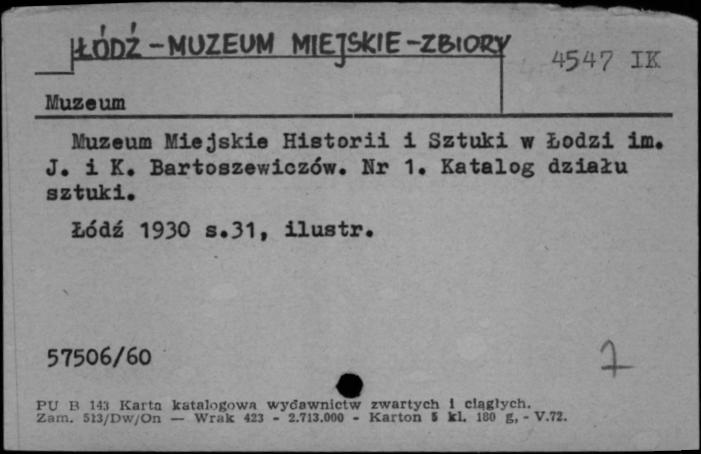 ŁÓDŹ – MUZEUM MIEJSKIE – ZBIORY
4547 IK
Muzeum
Muzeum Miejskie Historii i Sztuki w Łodzi im.
J. i K. Bartoszewiczów. Nr 1. Katalog działu
sztuki.
Łódź 1930 s.31, ilustr.
57506/60
7
PU B 143 Karta katalogowa wydawnictw zwartych i ciągłych.
Zam. 513/Dw/On — Wrak 423 - 2.713.000 - Karton 5 kl. 180 g, - V.72.